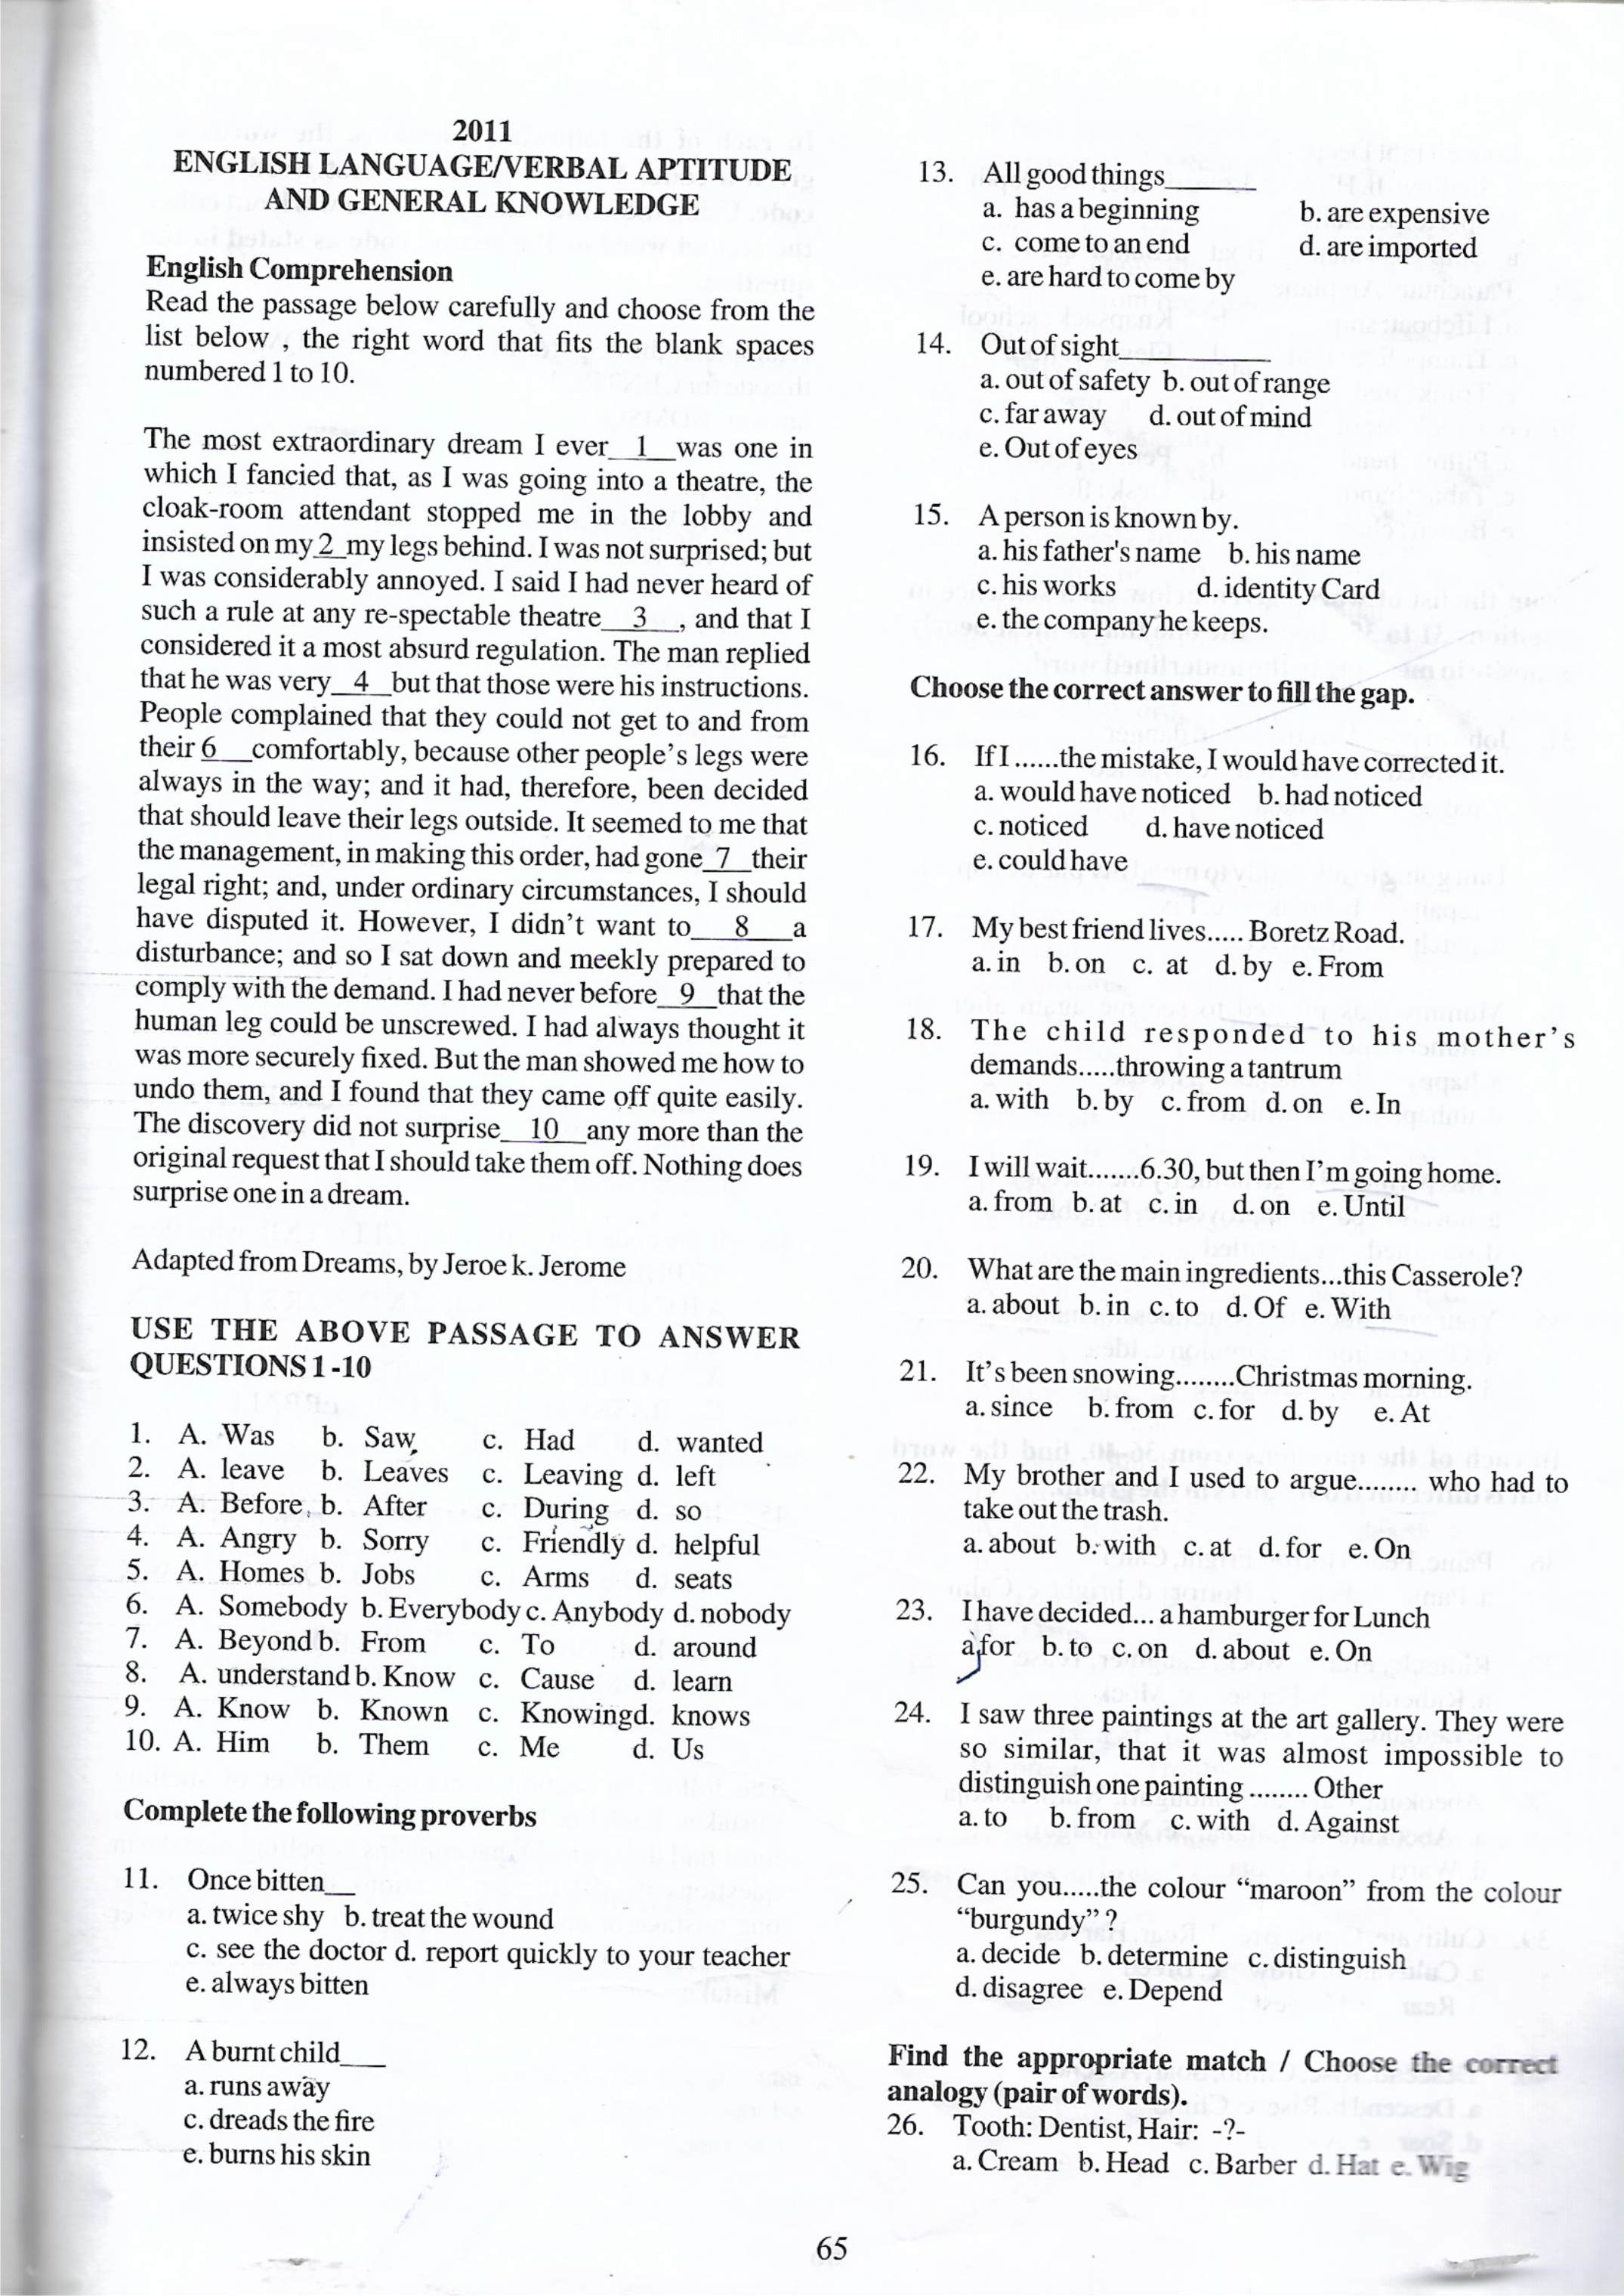 2011
ENGLISH LANGUAGE/VERBAL APTITUDE
AND GENERAL KNOWLEDGE
English Comprehension
Read the passage below carefully and choose from the
list below , the right word that fits the blank spaces
numbered 1 to 10.
The most extraordinary dream I ever__1__was one in
which I fancied that, as I was going into a theatre, the
cloak-room attendant stopped me in the lobby and
insisted on my 2_my legs behind. I was not surprised; but
I was considerably annoyed. I said I had never heard of
such a rule at any re-spectable theatre__3__, and that I
considered it a most absurd regulation. The man replied
that he was very__4__but that those were his instructions.
People complained that they could not get to and from
their 6__comfortably, because other people's legs were
always in the way; and it had, therefore, been decided
that should leave their legs outside. It seemed to me that
the management, in making this order, had gone_7__their
legal right; and, under ordinary circumstances, I should
have disputed it. However, I didn't want to__8__a
disturbance; and so I sat down and meekly prepared to
comply with the demand. I had never before__9__that the
human leg could be unscrewed. I had always thought it
was more securely fixed. But the man showed me how to
undo them, and I found that they came off quite easily.
The discovery did not surprise__10__any more than the
original request that I should take them off. Nothing does
surprise one in a dream.
Adapted from Dreams, by Jeroe k. Jerome
USE THE ABOVE PASSAGE TO ANSWER
QUESTIONS 1 -10
1. A. Was b. Saw c. Had d. wanted
2. A. leave b. Leaves c. Leaving d. left
3. A. Before, b. After c. During d. so
4. A. Angry b. Sorry c. Friendly d. helpful
5. A. Homes b. Jobs c. Arms d. seats
6. A. Somebody b. Everybody c. Anybody d. nobody
7. A. Beyond b. From c. To d. around
8. A. understand b. Know c. Cause d. learn
9. A. Know b. Known c. Knowing d. knows
10. A. Him b. Them c. Me d. Us
Complete the following proverbs
11. Once bitten__
a. twice shy b. treat the wound
c. see the doctor d. report quickly to your teacher
e. always bitten
12. A burnt child___
a. runs away
c. dreads the fire
e. burns his skin
13. All good things______
a. has a beginning b. are expensive
c. come to an end d. are imported
e. are hard to come by
14. Out of sight__________
a. out of safety b. out of range
c. far away d. out of mind
e. Out of eyes
15. A person is known by.
a. his father's name b. his name
c. his works d. identity Card
e. the company he keeps.
Choose the correct answer to fill the gap.
16. If I ......the mistake, I would have corrected it.
a. would have noticed b. had noticed
c. noticed d. have noticed
e. could have
17. My best friend lives..... Boretz Road.
a. in b. on c. at d. by e. From
18. The child responded to his mother's
demands.....throwing a tantrum
a. with b. by c. from d. on e. In
19. I will wait.......6.30, but then I'm going home.
a. from b. at c. in d. on e. Until
20. What are the main ingredients...this Casserole?
a. about b. in c. to d. Of e. With
21. It's been snowing........Christmas morning.
a. since b. from c. for d. by e. At
22. My brother and I used to argue........ who had to
take out the trash.
a. about b. with c. at d. for e. On
23. I have decided... a hamburger for Lunch
a for b. to c. on d. about e. On
24. I saw three paintings at the art gallery. They were
so similar, that it was almost impossible to
distinguish one painting ........ Other
a. to b. from c. with d. Against
25. Can you.....the colour “maroon” from the colour
“burgundy” ?
a. decide b. determine c. distinguish
d. disagree e. Depend
Find the appropriate match / Choose the correct
analogy (pair of words).
26. Tooth: Dentist, Hair: -?-
a. Cream b. Head c. Barber d. Hat e. Wig
65